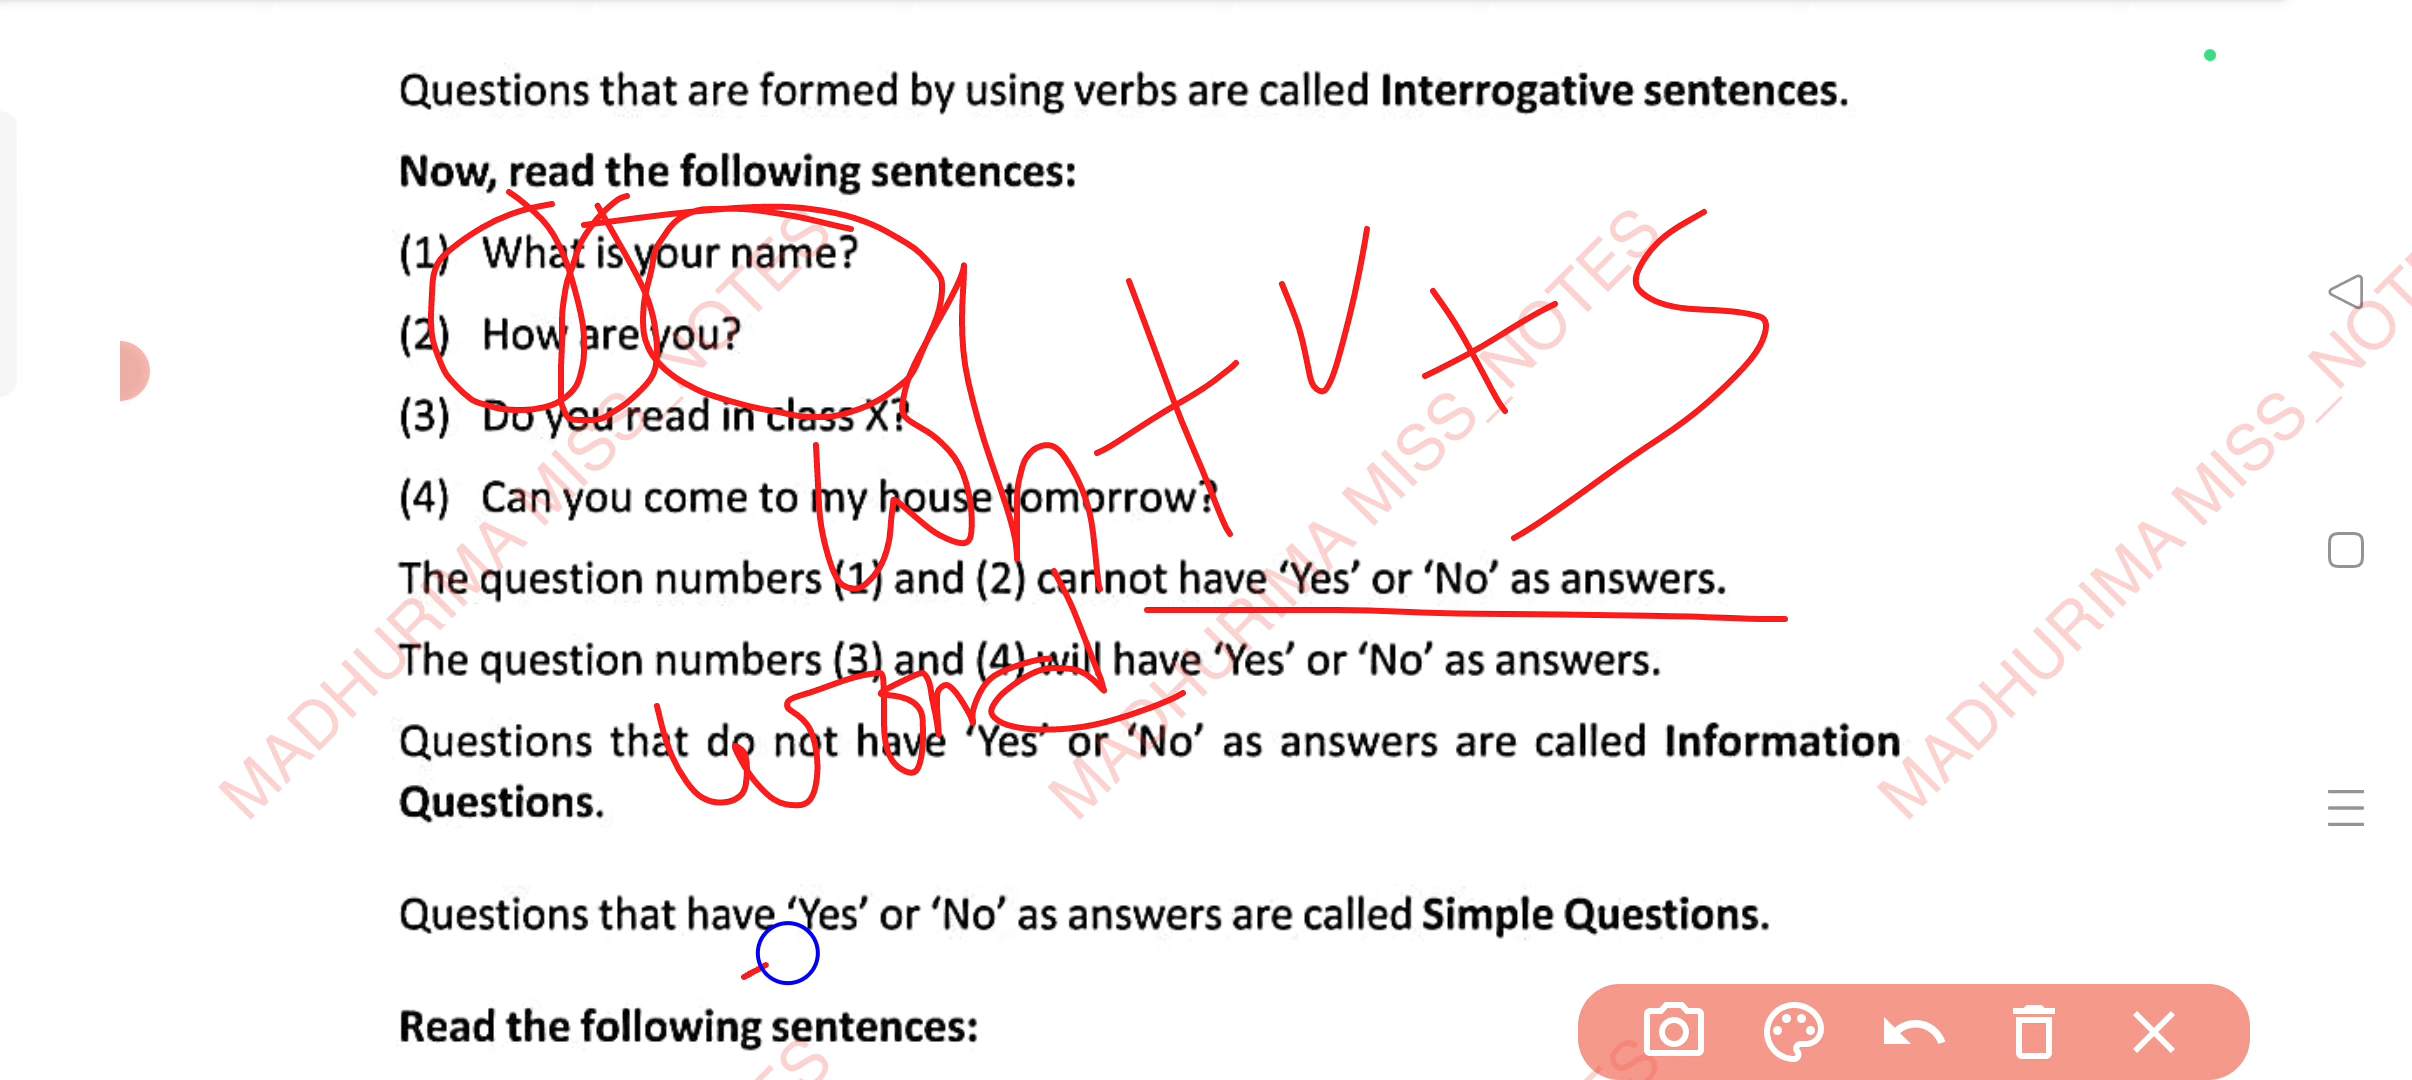 Questions that are formed by using verbs are called Interrogative sentences.
Now, read the following sentences:
(1) What is your name?
(2) How are you?
(3) Do you read in class X?
(4) Can you come to my house tomorrow?
Wh + V + S
The question numbers (1) and (2) cannot have ‘Yes’ or ‘No’ as answers.
The question numbers (3) and (4) will have ‘Yes’ or ‘No’ as answers.
word
Questions that do not have ‘Yes’ or ‘No’ as answers are called Information
Questions.
Questions that have ‘Yes’ or ‘No’ as answers are called Simple Questions.
Read the following sentences:
MADHURIMA MISS_NOTES
MADHURIMA MISS_NOTES
MADHURIMA MISS_NOT